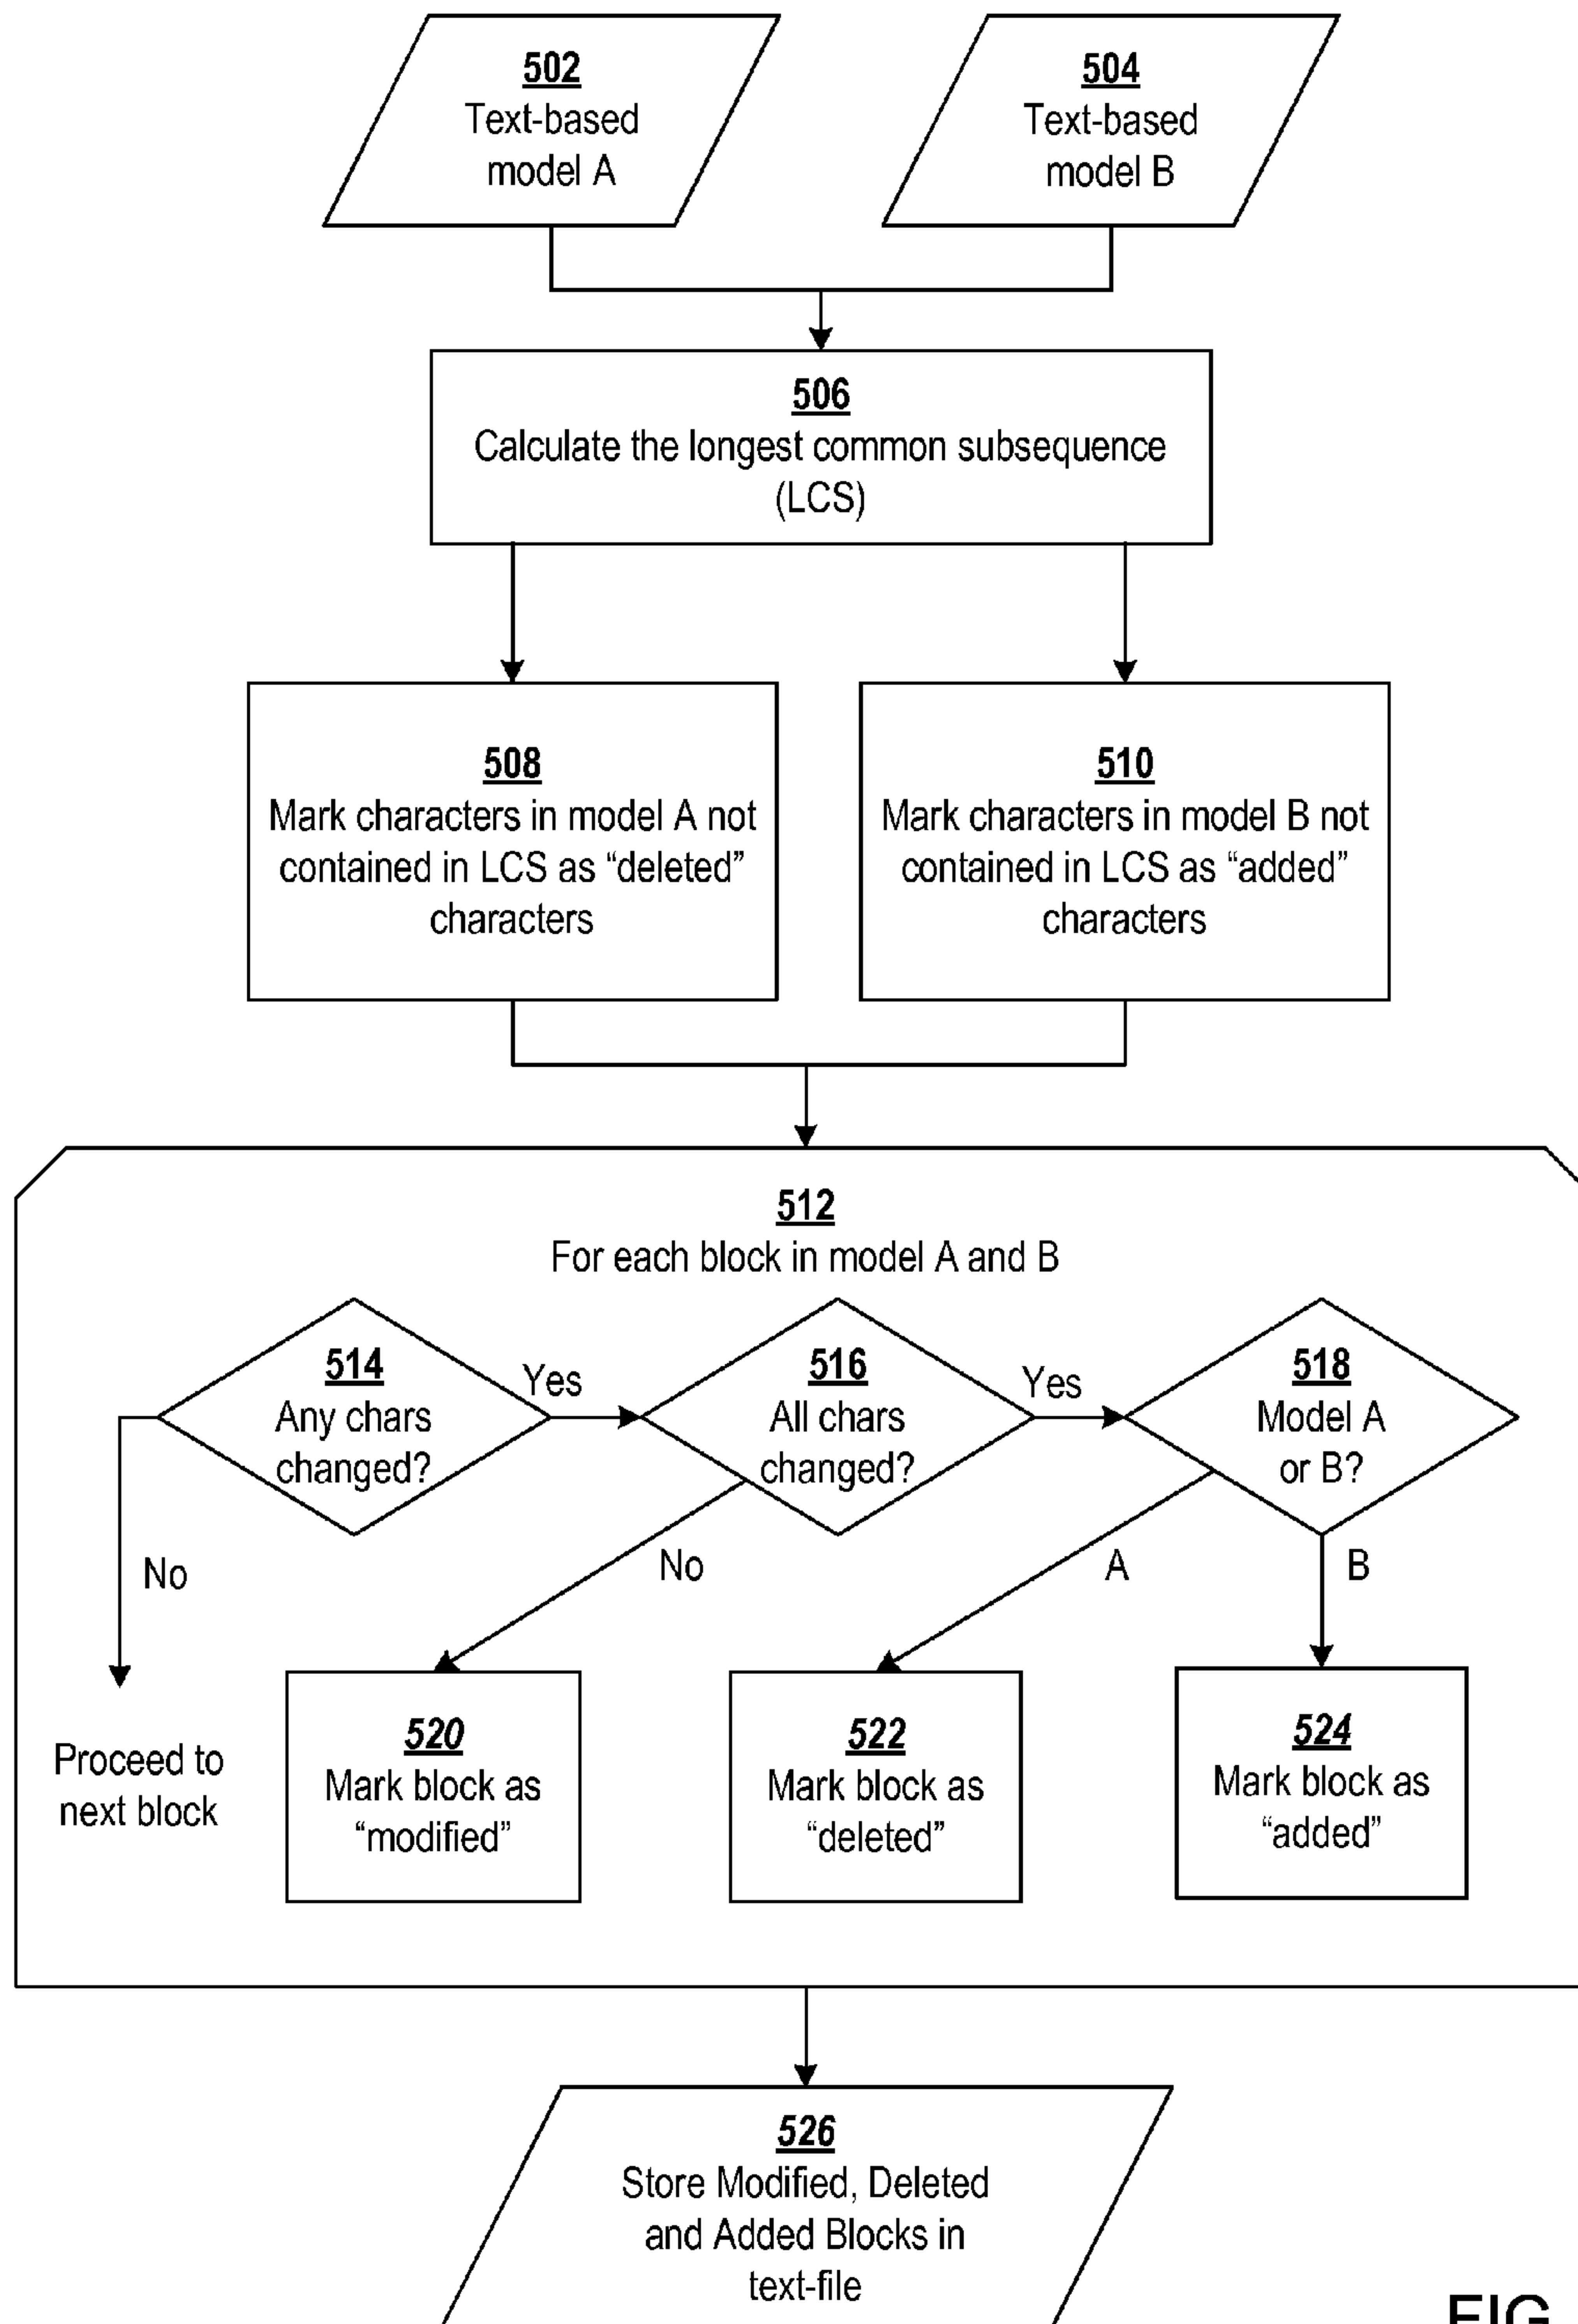 502
Text-based
model A
504
Text-based
model B
506
Calculate the longest common subsequence
(LCS)
508
Mark characters in model A not
contained in LCS as “deleted”
characters
510
Mark characters in model B not
contained in LCS as “added”
characters
512
For each block in model A and B
514
Any chars
changed?
Yes
516
All chars
changed?
Yes
518
Model A
or B?
No
No
A
B
Proceed to
next block
520
Mark block as
“modified”
522
Mark block as
“deleted”
524
Mark block as
“added”
526
Store Modified, Deleted
and Added Blocks in
text-file
FIG